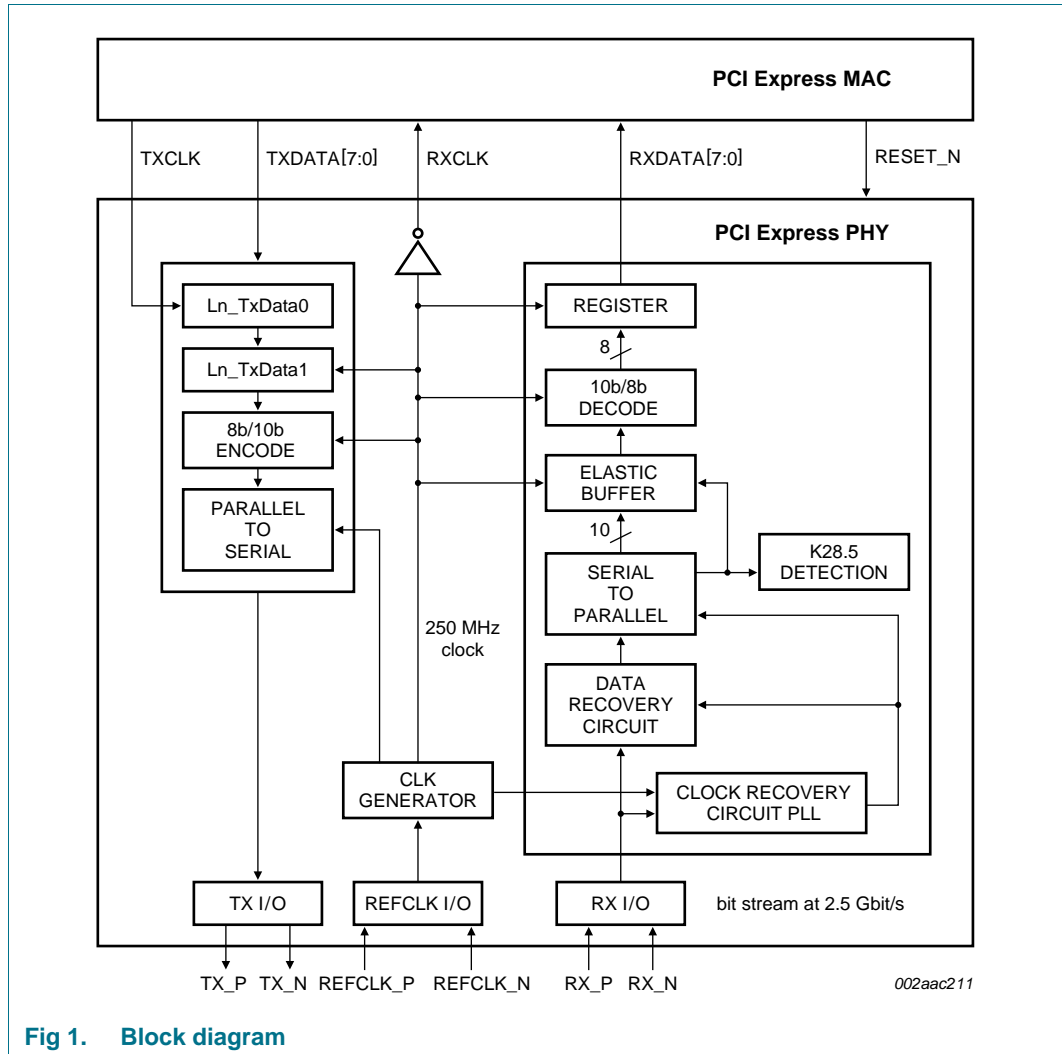 PCI Express MAC
TXCLK
TXDATA[7:0]
RXCLK
RXDATA[7:0]
RESET_N
PCI Express PHY
Ln_TxData0
Ln_TxData1
8b/10b
ENCODE
PARALLEL
TO
SERIAL
REGISTER
8
10b/8b
DECODE
ELASTIC
BUFFER
10
SERIAL
TO
PARALLEL
K28.5
DETECTION
250 MHz
clock
DATA
RECOVERY
CIRCUIT
CLK
GENERATOR
CLOCK RECOVERY
CIRCUIT PLL
TX I/O
REFCLK I/O
RX I/O
bit stream at 2.5 Gbit/s
TX_P
TX_N
REFCLK_P
REFCLK_N
RX_P
RX_N
002aac211
Fig 1. Block diagram